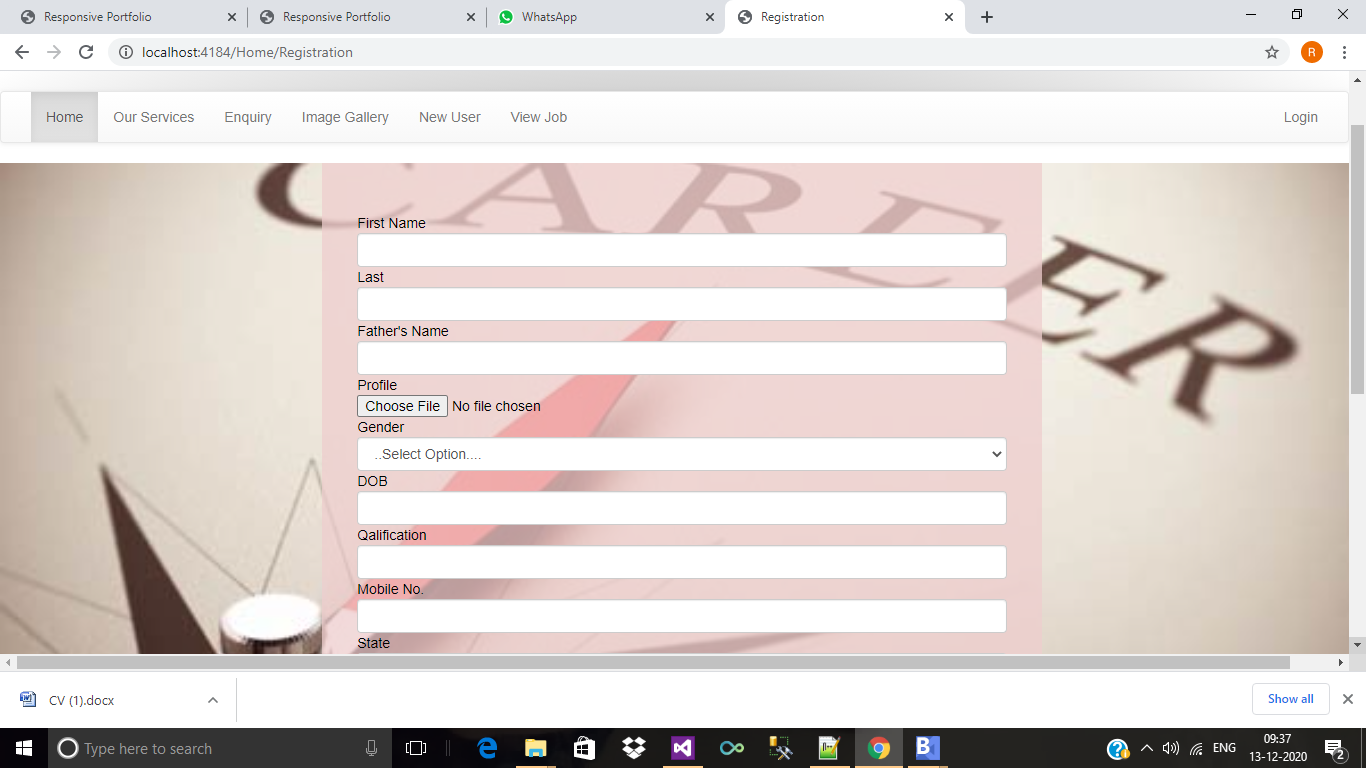 Responsive Portfolio
Responsive Portfolio
WhatsApp
Registration
localhost:4184/Home/Registration
R
Home
Our Services
Enquiry
Image Gallery
New User
View Job
Login
CAREER
First Name
Last
Father's Name
Profile
Choose File No file chosen
Gender
..Select Option....
DOB
Qalification
Mobile No.
State
CV (1).docx
Show all
Type here to search
ENG
09:37
13-12-2020
2